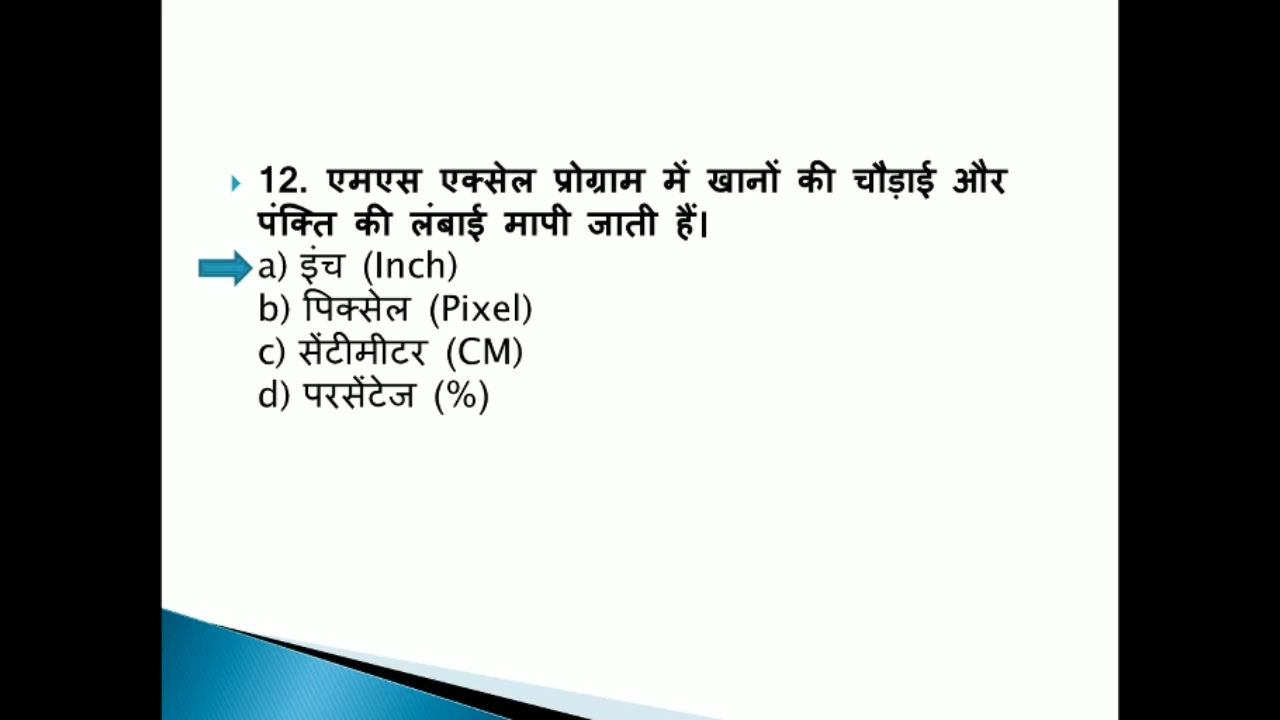 12. एमएस एक्सेल प्रोग्राम में खानों की चौड़ाई और
पंक्ति की लंबाई मापी जाती हैं।
a) इंच (Inch)
b) पिक्सेल (Pixel)
c) सेंटीमीटर (CM)
d) परसेंटेज (%)